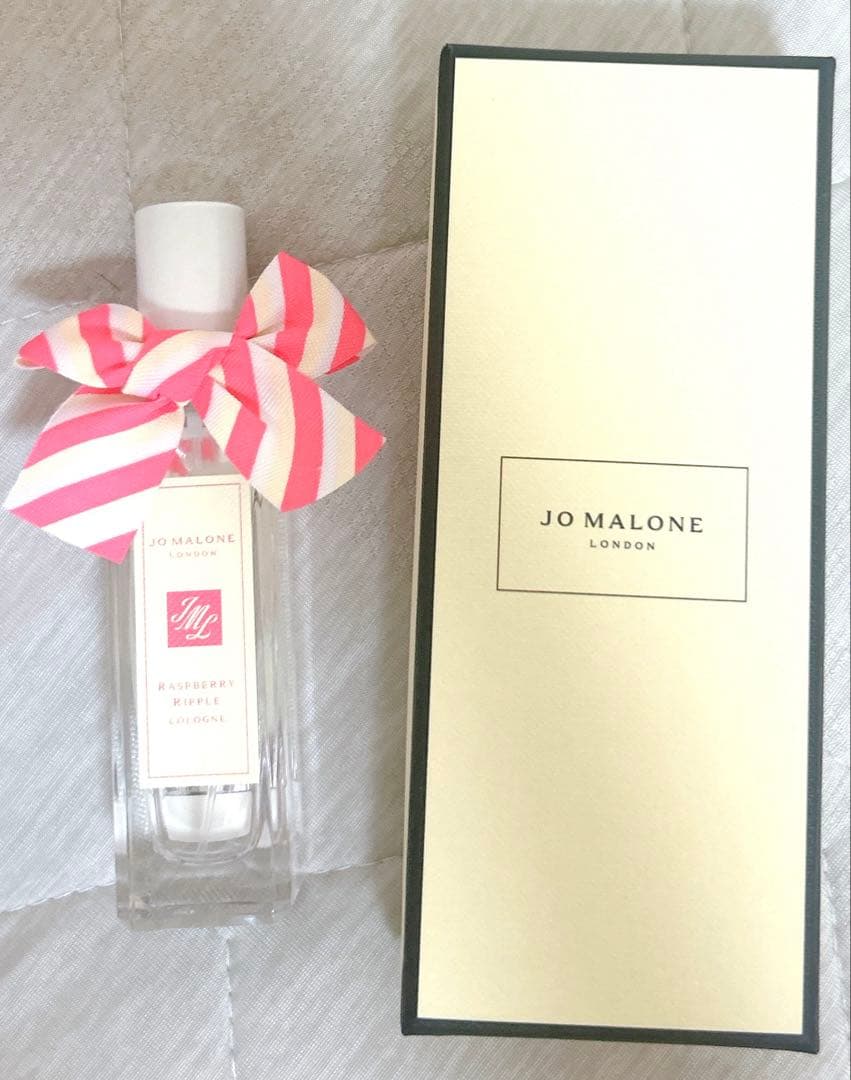 JO MALONE
LONDON
JML
RASPBERRY
RIPPLE
COLOGNE
JO MALONE
LONDON